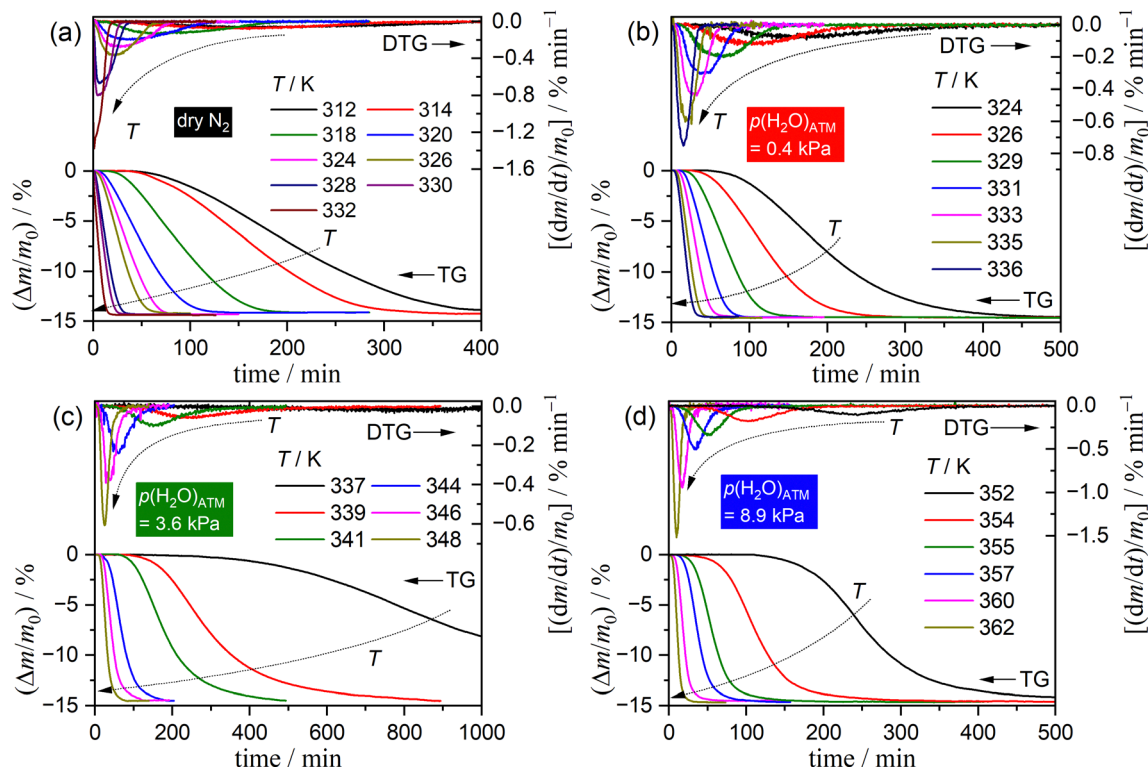 (a)
DTG
T / K
312 314
318 320
324 326
328 330
332
dry N₂
T
T
TG
0
−5
−10
−15
(Δm/m₀) / %
0.0
−0.4
−0.8
−1.2
−1.6
[(dm/dt)/m₀] / % min⁻¹
0 100 200 300 400
time / min
(b)
DTG
T / K
324
326
329
331
333
335
336
p(H₂O)ATM
= 0.4 kPa
T
T
TG
0
−5
−10
−15
(Δm/m₀) / %
0.0
−0.2
−0.4
−0.6
−0.8
[(dm/dt)/m₀] / % min⁻¹
0 100 200 300 400 500
time / min
(c)
T
DTG
T / K
337 344
339 346
341 348
p(H₂O)ATM
= 3.6 kPa
TG
T
0
−5
−10
−15
(Δm/m₀) / %
0.0
−0.2
−0.4
−0.6
[(dm/dt)/m₀] / % min⁻¹
0 200 400 600 800 1000
time / min
(d)
T
DTG
T / K
352
354
355
357
360
362
p(H₂O)ATM
= 8.9 kPa
T
TG
0
−5
−10
−15
(Δm/m₀) / %
0.0
−0.5
−1.0
−1.5
[(dm/dt)/m₀] / % min⁻¹
0 100 200 300 400 500
time / min